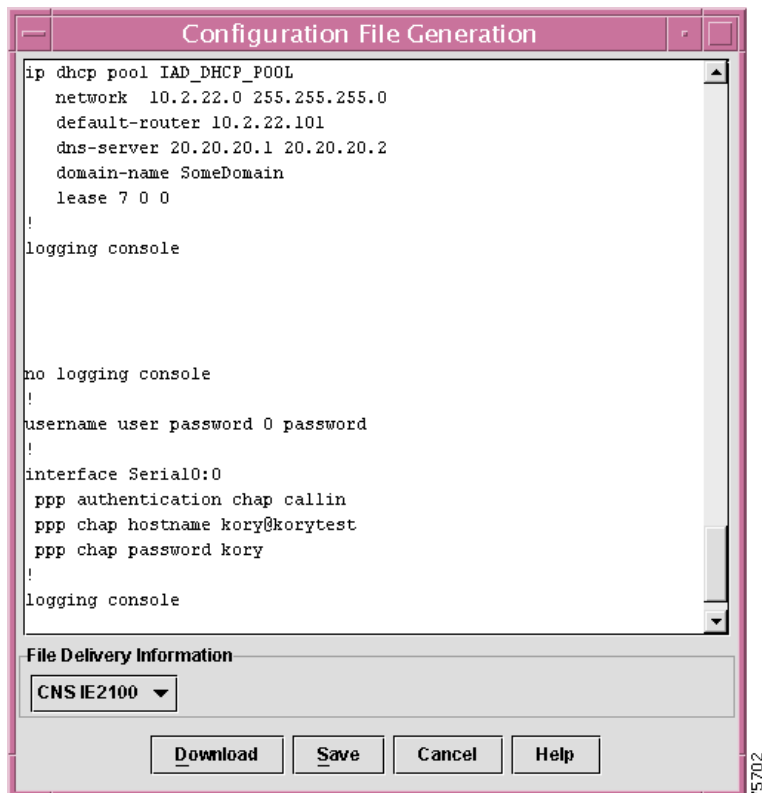 Configuration File Generation
ip dhcp pool IAD_DHCP_POOL
network  10.2.22.0 255.255.255.0
default-router 10.2.22.101
dns-server 20.20.20.1 20.20.20.2
domain-name SomeDomain
lease 7 0 0
!
logging console
no logging console
!
username user password 0 password
!
interface Serial0:0
ppp authentication chap callin
ppp chap hostname kory@korytest
ppp chap password kory
!
logging console
File Delivery Information
CNS IE2100
Download Save Cancel Help
75702